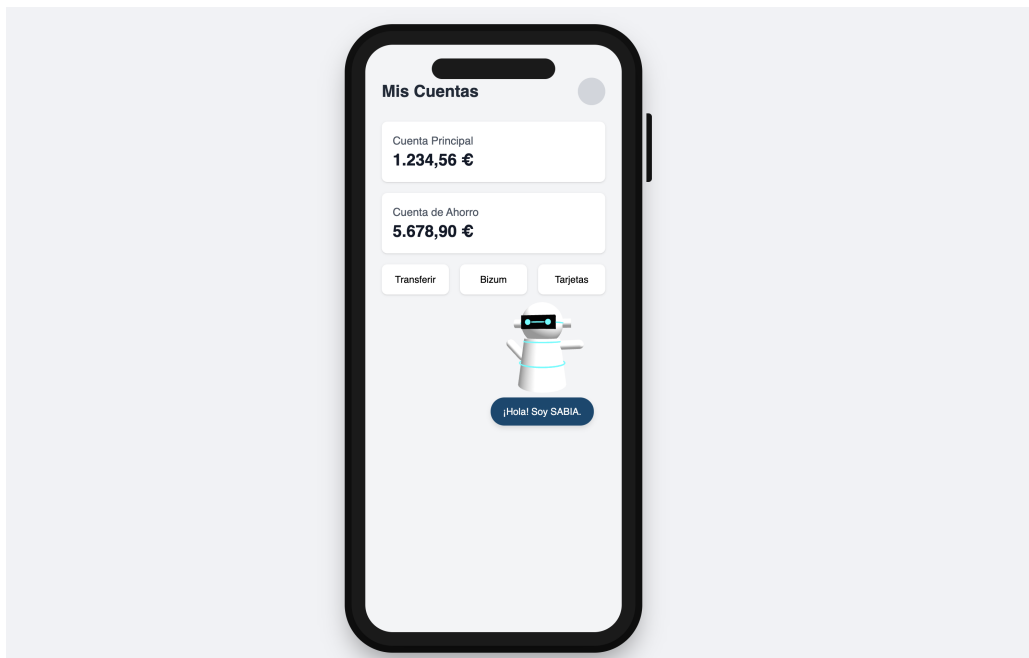 Mis Cuentas
Cuenta Principal
1.234,56 €
Cuenta de Ahorro
5.678,90 €
Transferir
Bizum
Tarjetas
¡Hola! Soy SABIA.